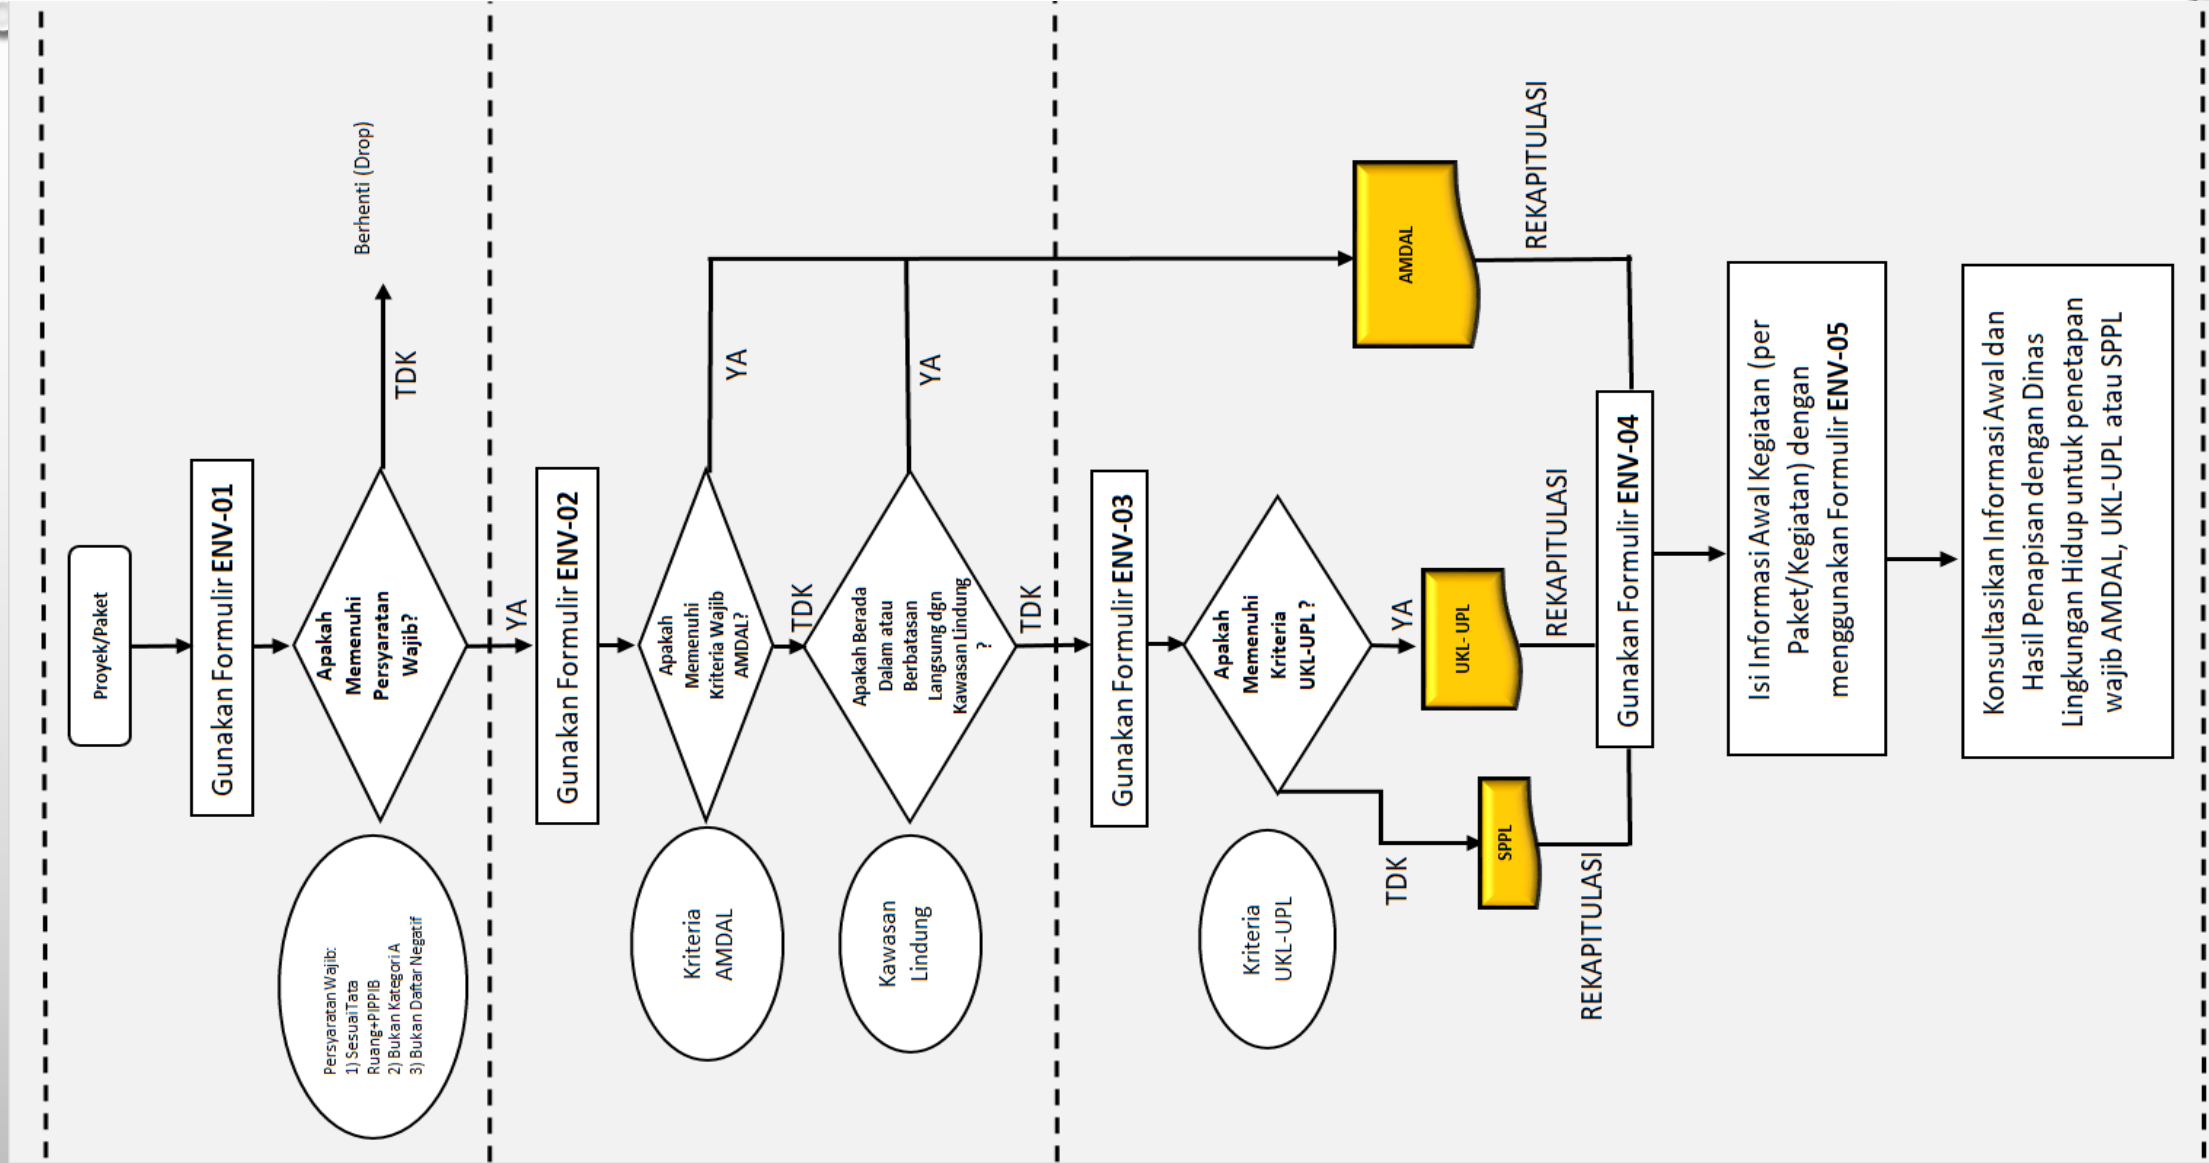 Proyek/Paket
Gunakan Formulir ENV-01
Persyaratan Wajib:
1) Sesuai Tata
Ruang+PIPPIB
2) Bukan Kategori A
3) Bukan Daftar Negatif
Apakah
Memenuhi
Persyaratan
Wajib?
TDK
Berhenti (Drop)
YA
Gunakan Formulir ENV-02
Kriteria
AMDAL
Apakah
Memenuhi
Kriteria Wajib
AMDAL?
YA
TDK
Kawasan
Lindung
Apakah Berada
Dalam atau
Berbatasan
Langsung dgn
Kawasan Lindung
?
YA
TDK
Gunakan Formulir ENV-03
Kriteria
UKL-UPL
Apakah
Memenuhi
Kriteria
UKL-UPL ?
TDK
YA
AMDAL
UKL- UPL
SPPL
REKAPITULASI
REKAPITULASI
REKAPITULASI
Gunakan Formulir ENV-04
Isi Informasi Awal Kegiatan (per
Paket/Kegiatan) dengan
menggunakan Formulir ENV-05
Konsultasikan Informasi Awal dan
Hasil Penapisan dengan Dinas
Lingkungan Hidup untuk penetapan
wajib AMDAL, UKL-UPL atau SPPL